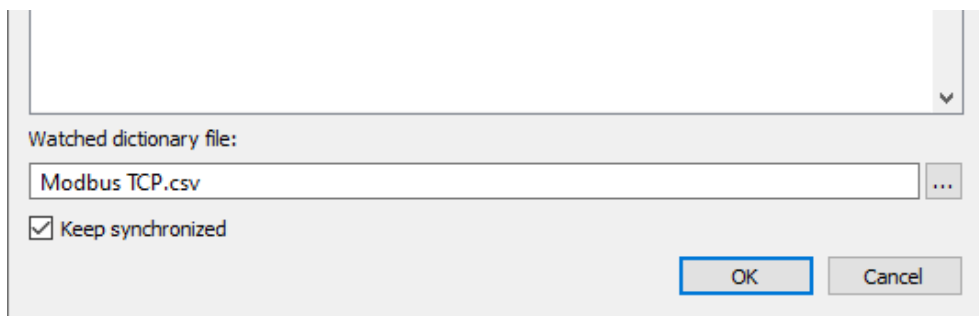 Watched dictionary file:
Modbus TCP.csv
...
Keep synchronized
OK
Cancel